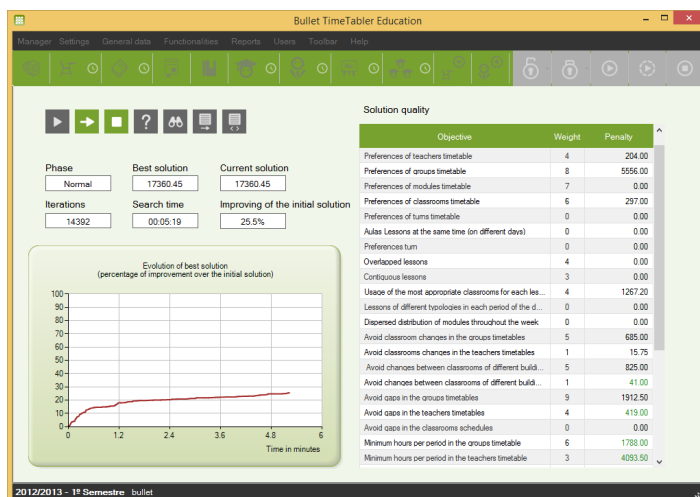 Bullet TimeTabler Education
Manager Settings General data Functionalities Reports Users Toolbar Help
Solution quality
Objective Weight Penalty
Preferences of teachers timetable 4 204.00
Preferences of groups timetable 8 5556.00
Preferences of modules timetable 7 0.00
Preferences of classrooms timetable 6 297.00
Preferences of turns timetable 0 0.00
Aulas Lessons at the same time (on different days) 0 0.00
Preferences turn 0 0.00
Overlapped lessons 4 0.00
Contiguous lessons 3 0.00
Usage of the most appropriate classrooms for each les... 4 1267.20
Lessons of different typologies in each period of the d... 0 0.00
Dispersed distribution of modules throughout the week 0 0.00
Avoid classroom changes in the groups timetables 5 685.00
Avoid classrooms changes in the teachers timetables 1 15.75
Avoid changes between classrooms of different buildi... 5 825.00
Avoid changes between classrooms of different buildi... 1 41.00
Avoid gaps in the groups timetables 9 1912.50
Avoid gaps in the teachers timetables 4 419.00
Avoid gaps in the classrooms schedules 0 0.00
Minimum hours per period in the groups timetable 6 1788.00
Minimum hours per period in the teachers timetable 3 4093.50
Phase Best solution Current solution
Normal 17360.45 17360.45
Iterations Search time Improving of the initial solution
14392 00:05:19 25.5%
Evolution of best solution
(percentage of improvement over the initial solution)
100
90
80
70
60
50
40
30
20
10
0
0 1.2 2.4 3.6 4.8 6
Time in minutes
2012/2013 - 1º Semestre bullet